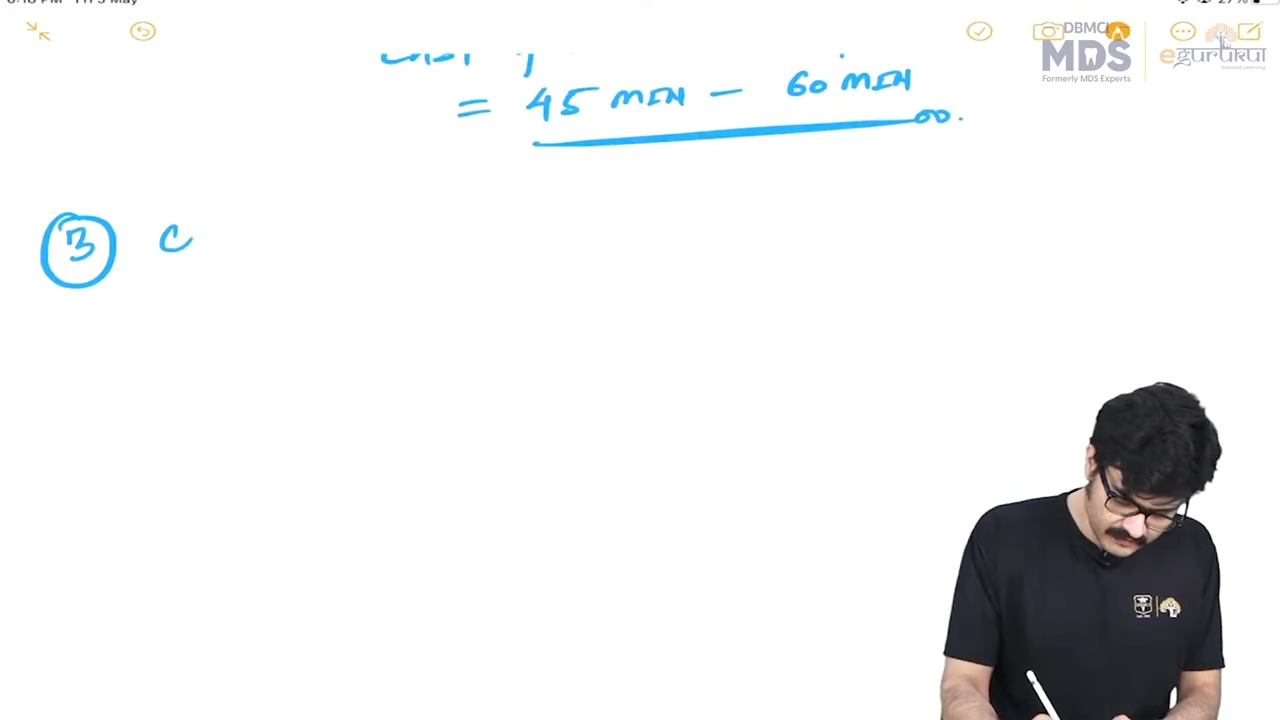 DBMCI
MDS
Formerly MDS Experts
egurukul
= 45 MIN - 60 MIN
3 C